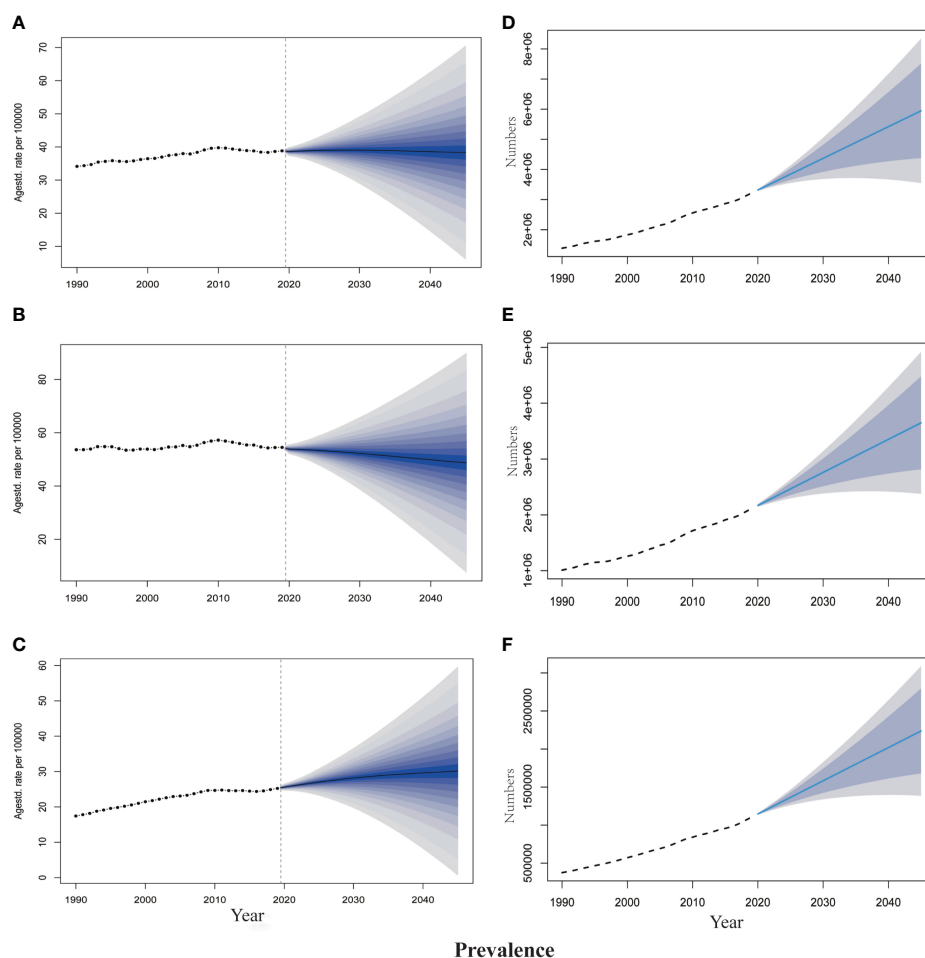 A
Agestd. rate per 100000
70
60
50
40
30
20
10
1990 2000 2010 2020 2030 2040
D
Numbers
8e+06
6e+06
4e+06
2e+06
1990 2000 2010 2020 2030 2040
B
Agestd. rate per 100000
80
60
40
20
1990 2000 2010 2020 2030 2040
E
Numbers
5e+06
4e+06
3e+06
2e+06
1e+06
1990 2000 2010 2020 2030 2040
C
Agestd. rate per 100000
60
50
40
30
20
10
0
1990 2000 2010 2020 2030 2040
Year
F
Numbers
2500000
1500000
500000
1990 2000 2010 2020 2030 2040
Year
Prevalence